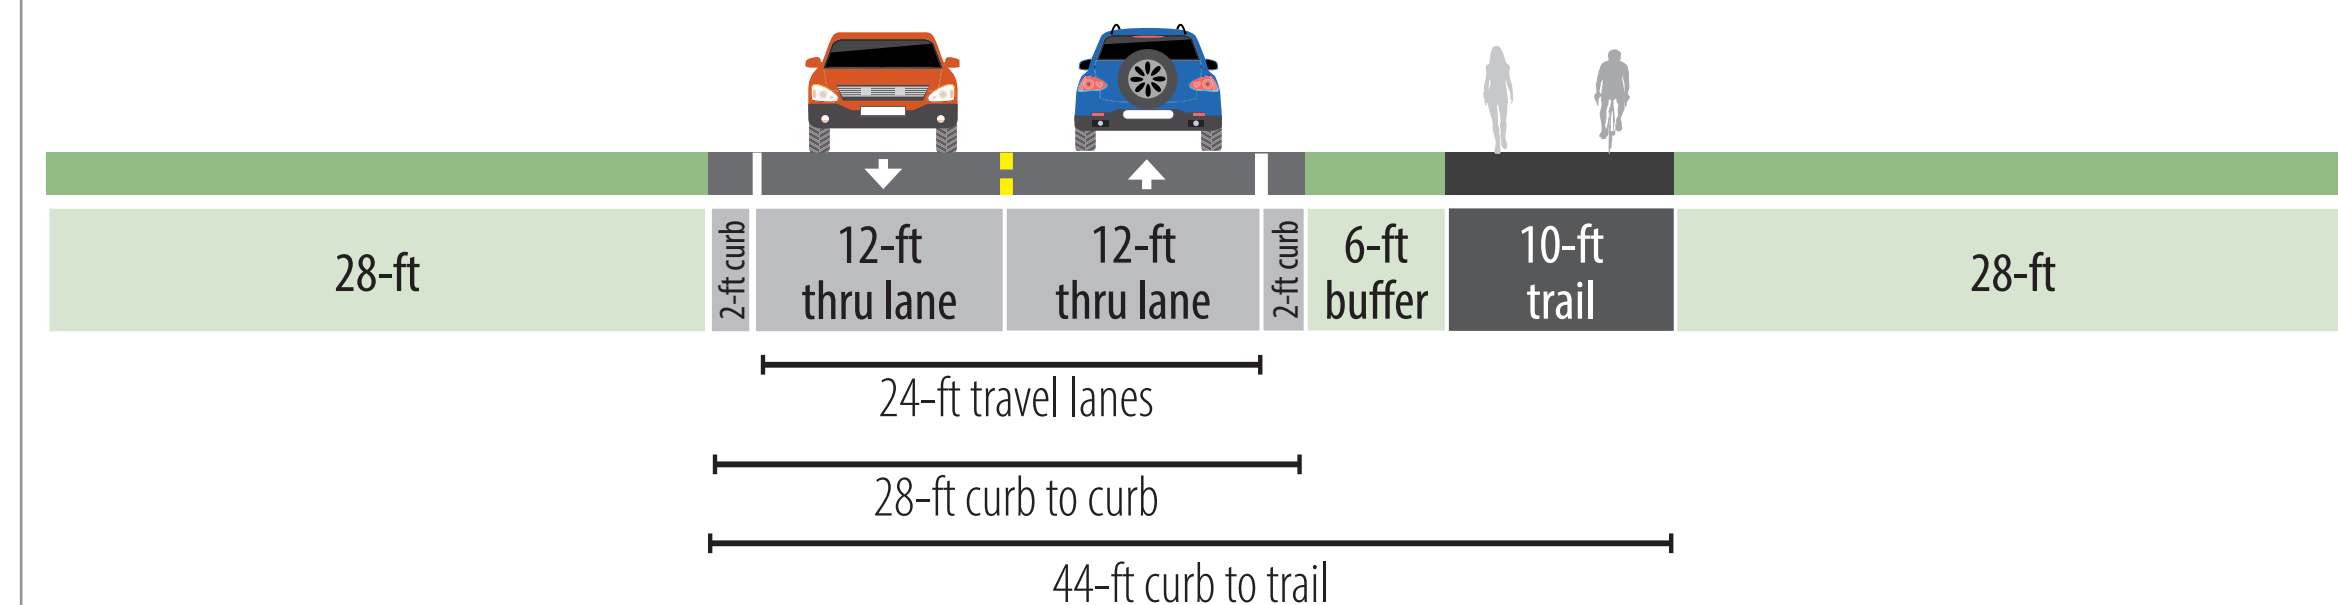 28-ft
2-ft curb
12-ft
thru lane
12-ft
thru lane
2-ft curb
6-ft
buffer
10-ft
trail
28-ft
24-ft travel lanes
28-ft curb to curb
44-ft curb to trail